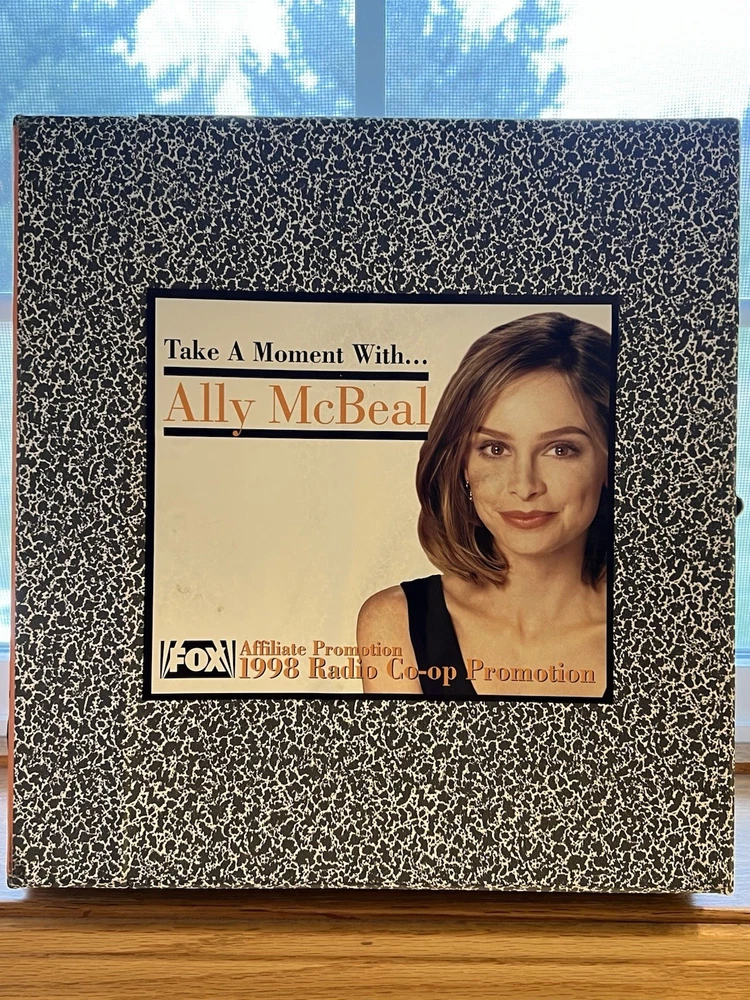 Take A Moment With...
Ally McBeal
FOX
Affiliate Promotion
1998 Radio Co-op Promotion